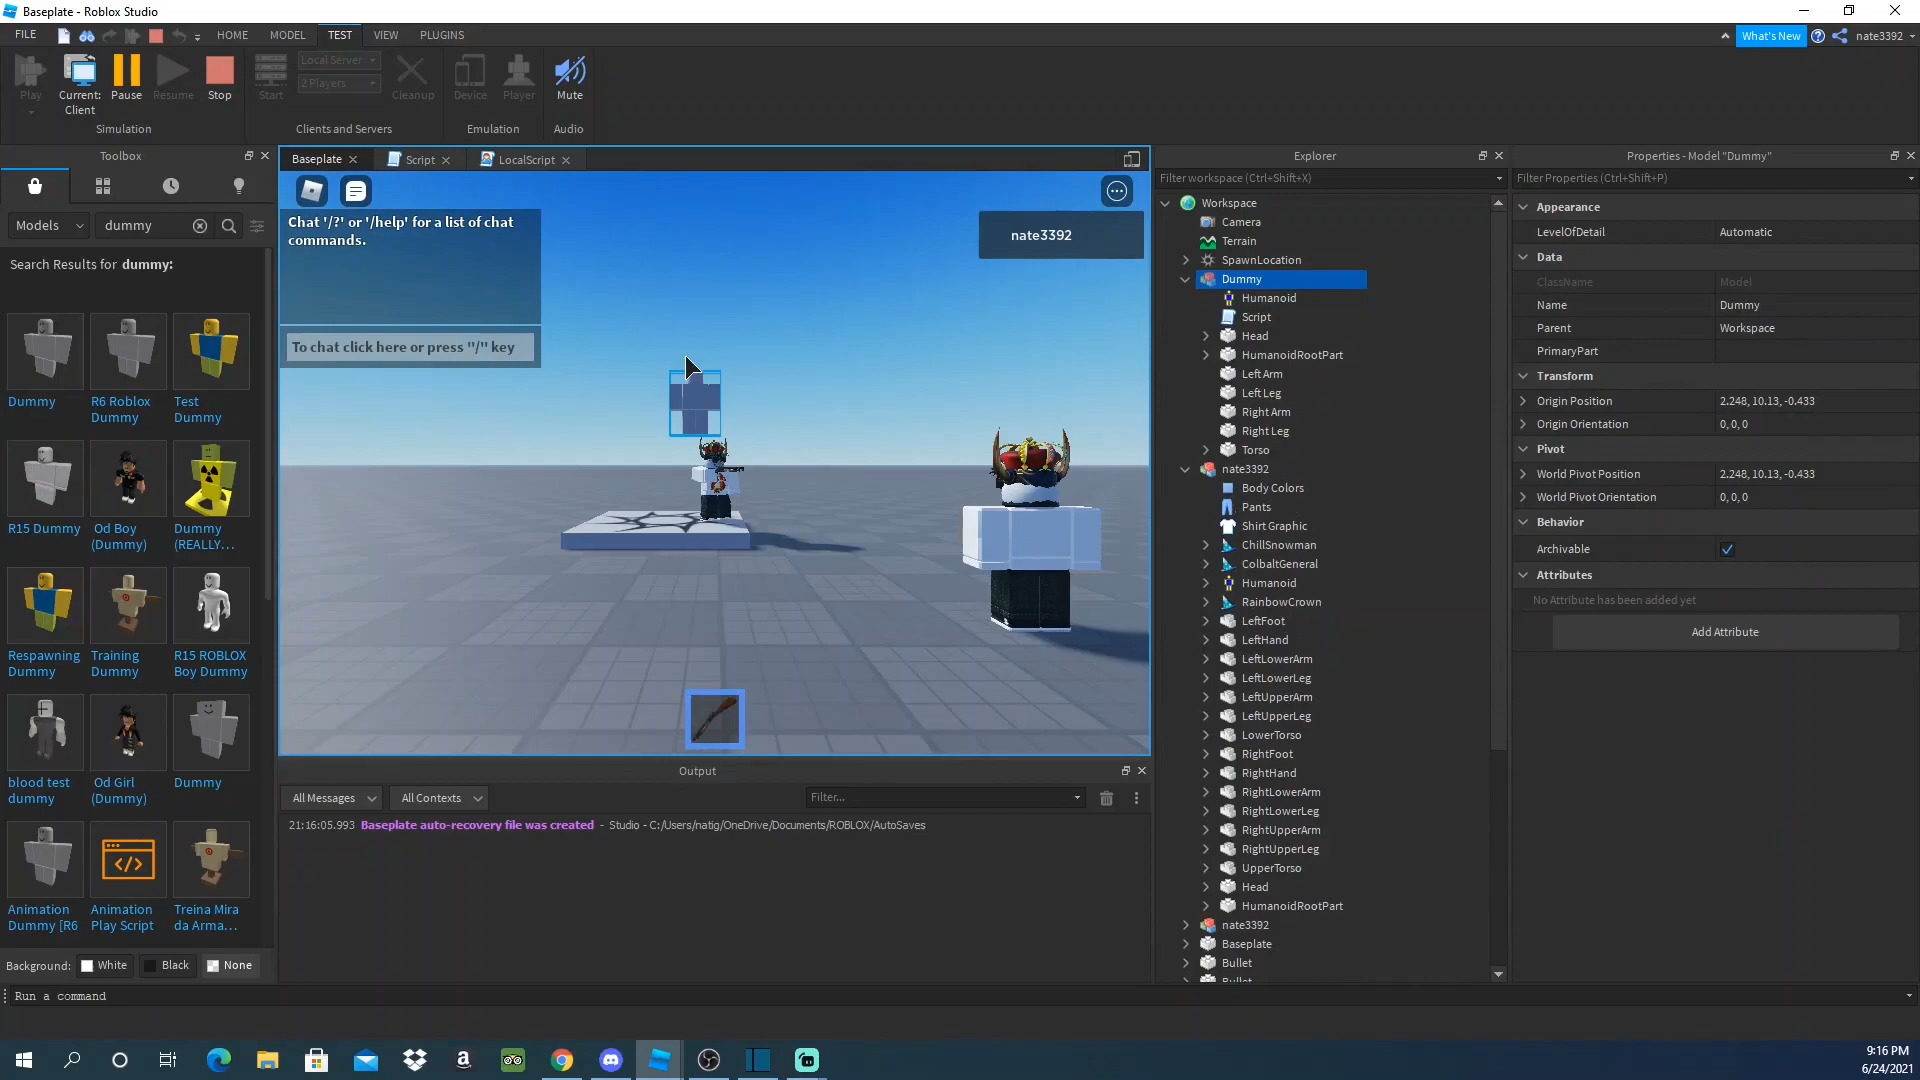 Baseplate - Roblox Studio
FILE
HOME
MODEL
TEST
VIEW
PLUGINS
What's New
nate3392
Play
Current: Client
Pause
Resume
Stop
Simulation
Local Server
2 Players
Start
Cleanup
Clients and Servers
Device
Player
Emulation
Mute
Audio
Toolbox
Models
dummy
Search Results for dummy:
Dummy
R6 Roblox
Dummy
Test
Dummy
R15 Dummy
Od Boy
(Dummy)
Dummy
(REALLY...
Respawning
Dummy
Training
Dummy
R15 ROBLOX
Boy Dummy
blood test
dummy
Od Girl
(Dummy)
Dummy
Animation
Dummy [R6
Animation
Play Script
Treina Mira
da Arma...
Background:
White
Black
None
Run a command
Baseplate
Script
LocalScript
Chat '/?' or '/help' for a list of chat
commands.
To chat click here or press "/" key
nate3392
Output
All Messages
All Contexts
Filter...
21:16:05.993 Baseplate auto-recovery file was created - Studio - C:/Users/natig/OneDrive/Documents/ROBLOX/AutoSaves
Explorer
Filter workspace (Ctrl+Shift+X)
Workspace
Camera
Terrain
SpawnLocation
Dummy
Humanoid
Script
Head
HumanoidRootPart
Left Arm
Left Leg
Right Arm
Right Leg
Torso
nate3392
Body Colors
Pants
Shirt Graphic
ChillSnowman
ColbaltGeneral
Humanoid
RainbowCrown
LeftFoot
LeftHand
LeftLowerArm
LeftLowerLeg
LeftUpperArm
LeftUpperLeg
LowerTorso
RightFoot
RightHand
RightLowerArm
RightLowerLeg
RightUpperArm
RightUpperLeg
UpperTorso
Head
HumanoidRootPart
nate3392
Baseplate
Bullet
Bullet
Properties - Model "Dummy"
Filter Properties (Ctrl+Shift+P)
Appearance
LevelOfDetail Automatic
Data
ClassName Model
Name Dummy
Parent Workspace
PrimaryPart
Transform
Origin Position 2.248, 10.13, -0.433
Origin Orientation 0, 0, 0
Pivot
World Pivot Position 2.248, 10.13, -0.433
World Pivot Orientation 0, 0, 0
Behavior
Archivable
Attributes
No Attribute has been added yet
Add Attribute
9:16 PM
6/24/2021